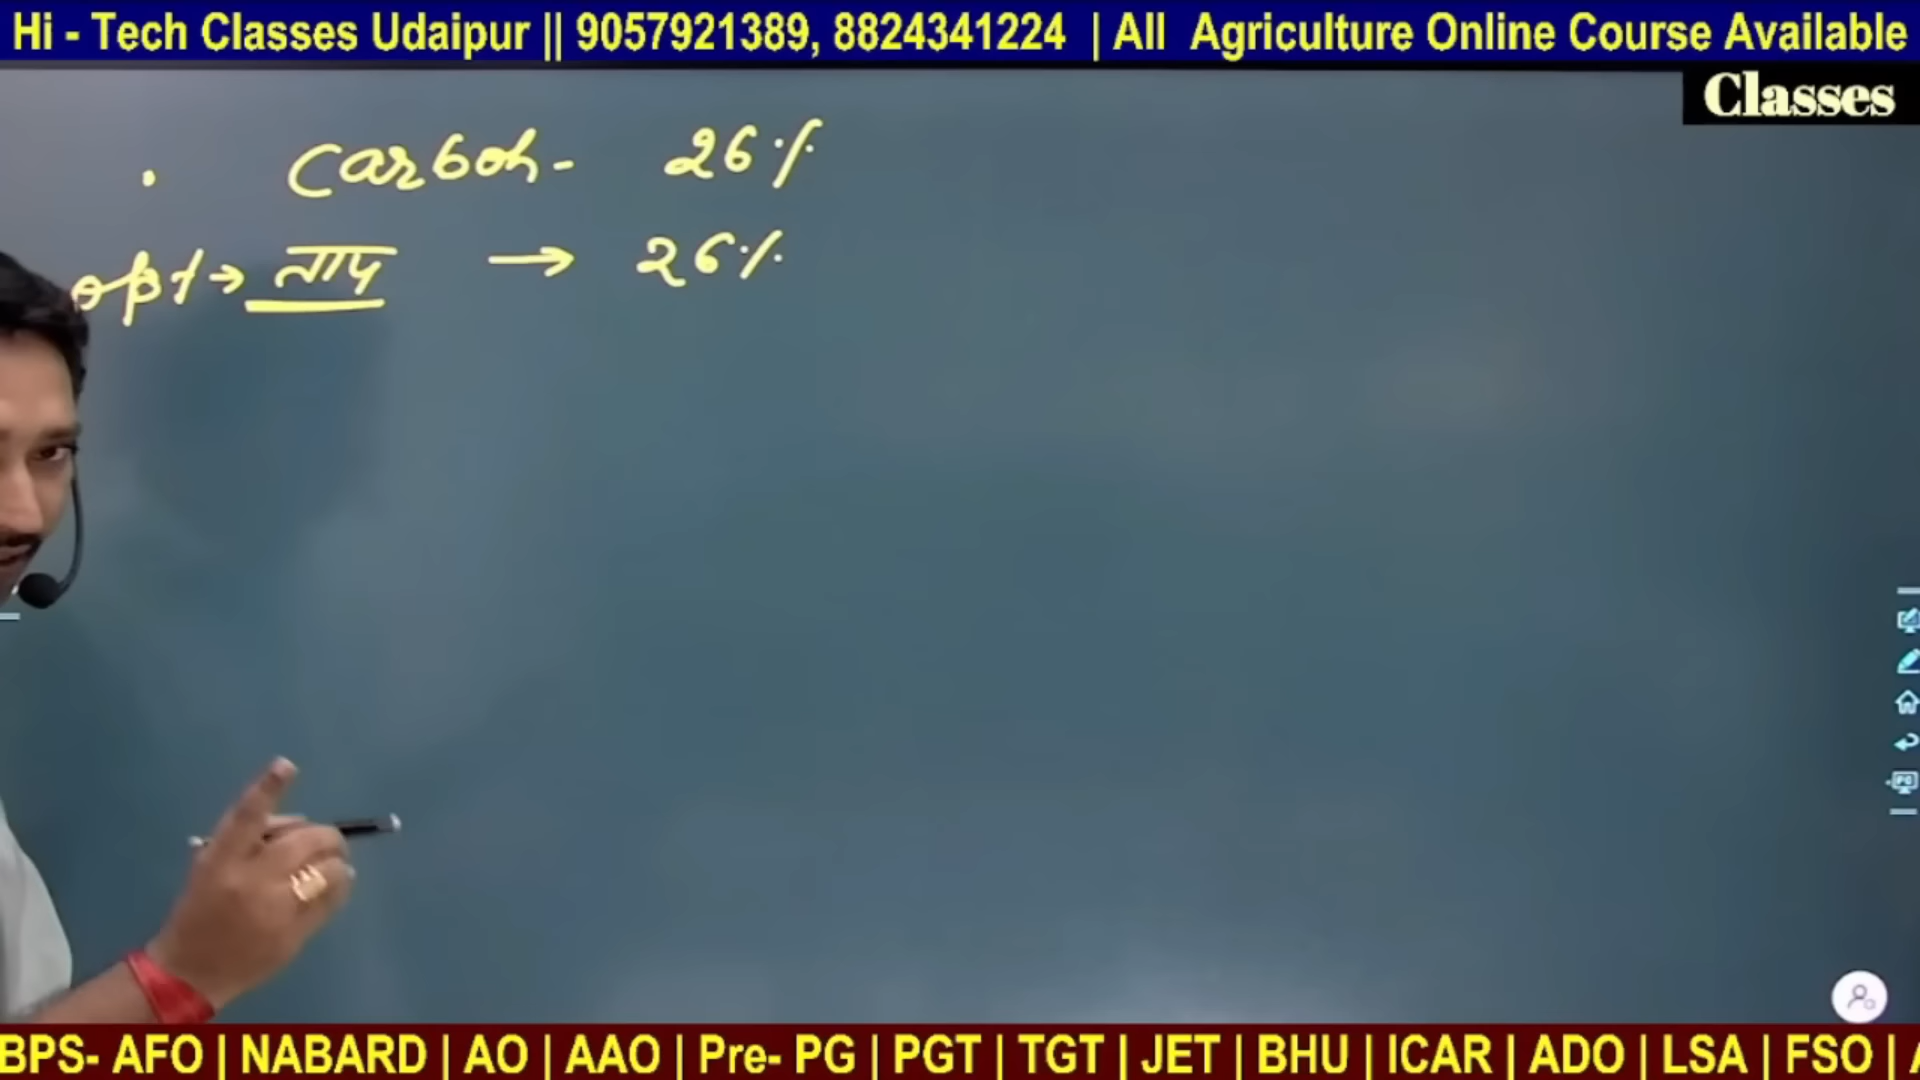 Hi - Tech Classes Udaipur || 9057921389, 8824341224 | All Agriculture Online Course Available
Classes
. Carboh- 26%
opt→ ताप → 26%
BPS- AFO | NABARD | AO | AAO | Pre- PG | PGT | TGT | JET | BHU | ICAR | ADO | LSA | FSO |